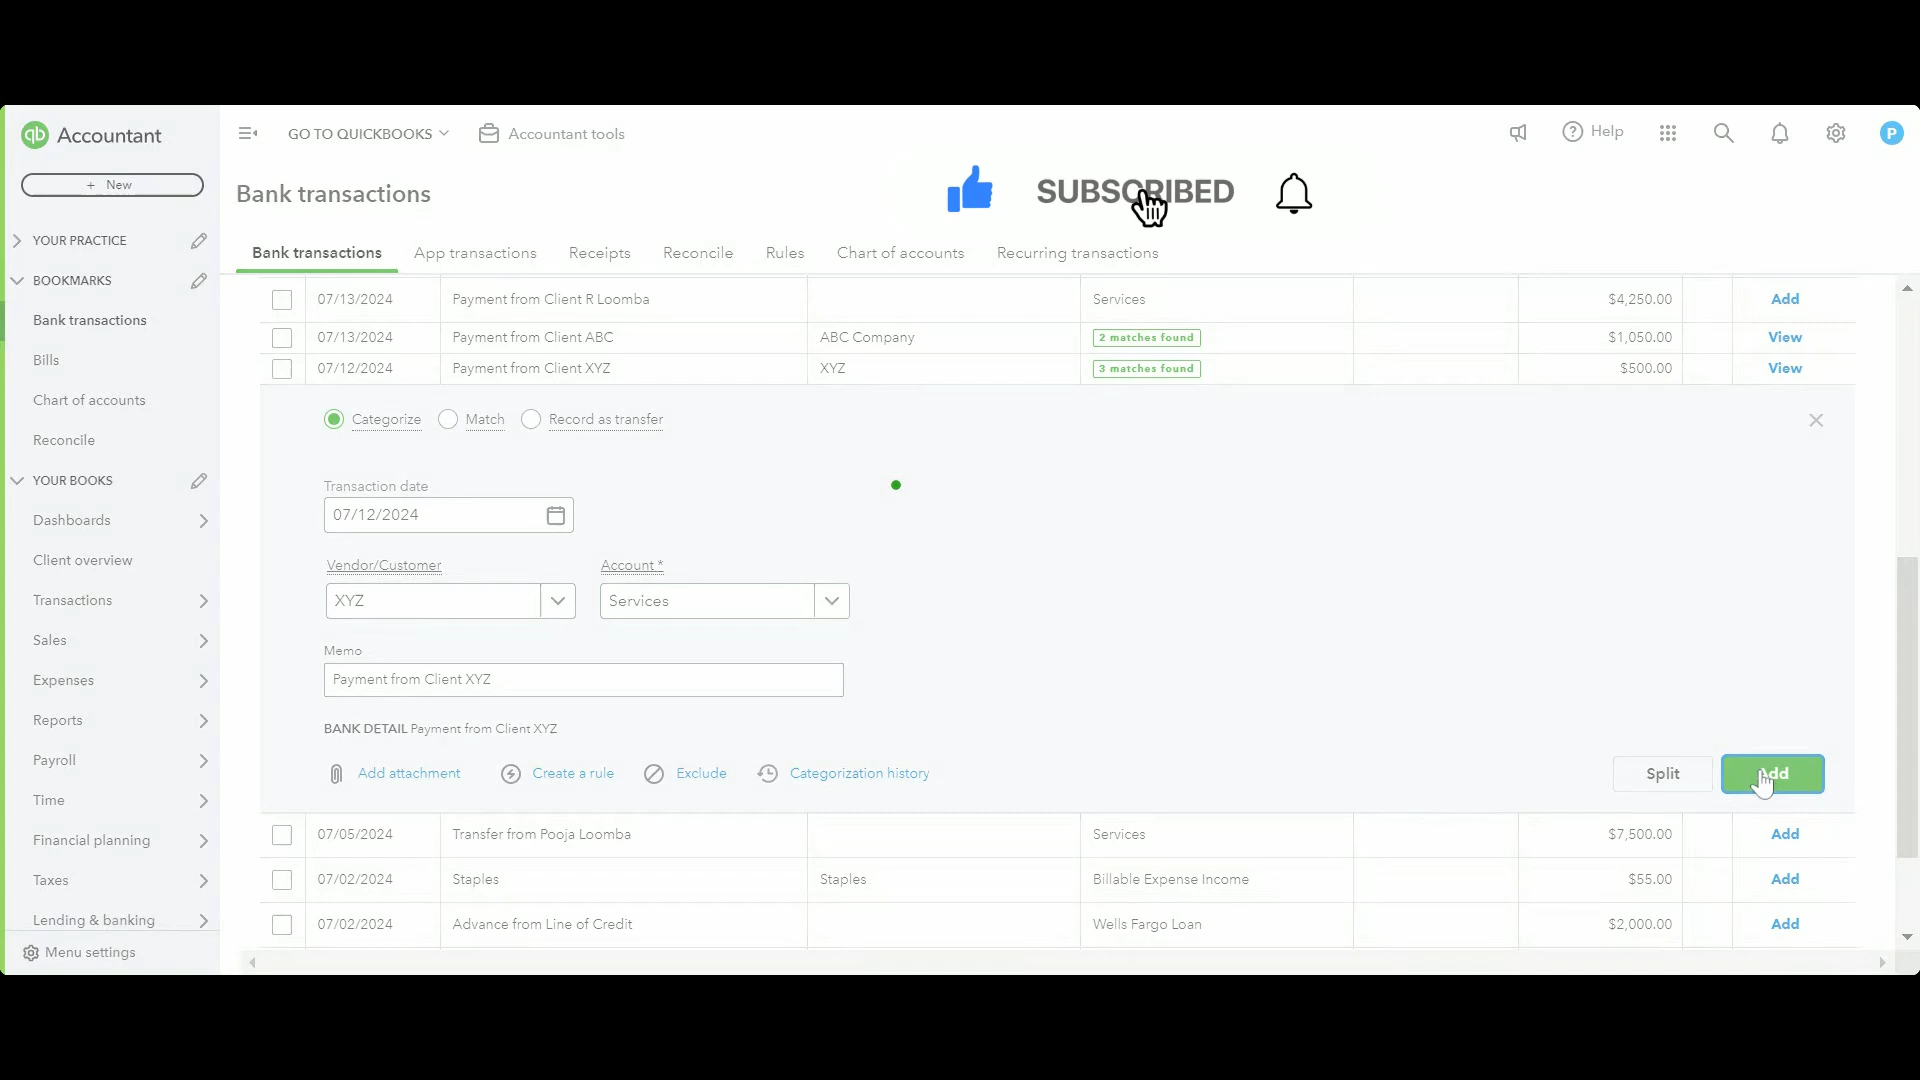 qb Accountant
GO TO QUICKBOOKS
Accountant tools
Help
P
+ New
Bank transactions
SUBSCRIBED
YOUR PRACTICE
BOOKMARKS
Bank transactions
Bills
Chart of accounts
Reconcile
YOUR BOOKS
Dashboards
Client overview
Transactions
Sales
Expenses
Reports
Payroll
Time
Financial planning
Taxes
Lending & banking
Menu settings
Bank transactions App transactions Receipts Reconcile Rules Chart of accounts Recurring transactions
07/13/2024 Payment from Client R Loomba Services $4,250.00 Add
07/13/2024 Payment from Client ABC ABC Company 2 matches found $1,050.00 View
07/12/2024 Payment from Client XYZ XYZ 3 matches found $500.00 View
Categorize Match Record as transfer
Transaction date
07/12/2024
Vendor/Customer Account *
XYZ Services
Memo
Payment from Client XYZ
BANK DETAIL Payment from Client XYZ
Add attachment Create a rule Exclude Categorization history Split Add
07/05/2024 Transfer from Pooja Loomba Services $7,500.00 Add
07/02/2024 Staples Staples Billable Expense Income $55.00 Add
07/02/2024 Advance from Line of Credit Wells Fargo Loan $2,000.00 Add